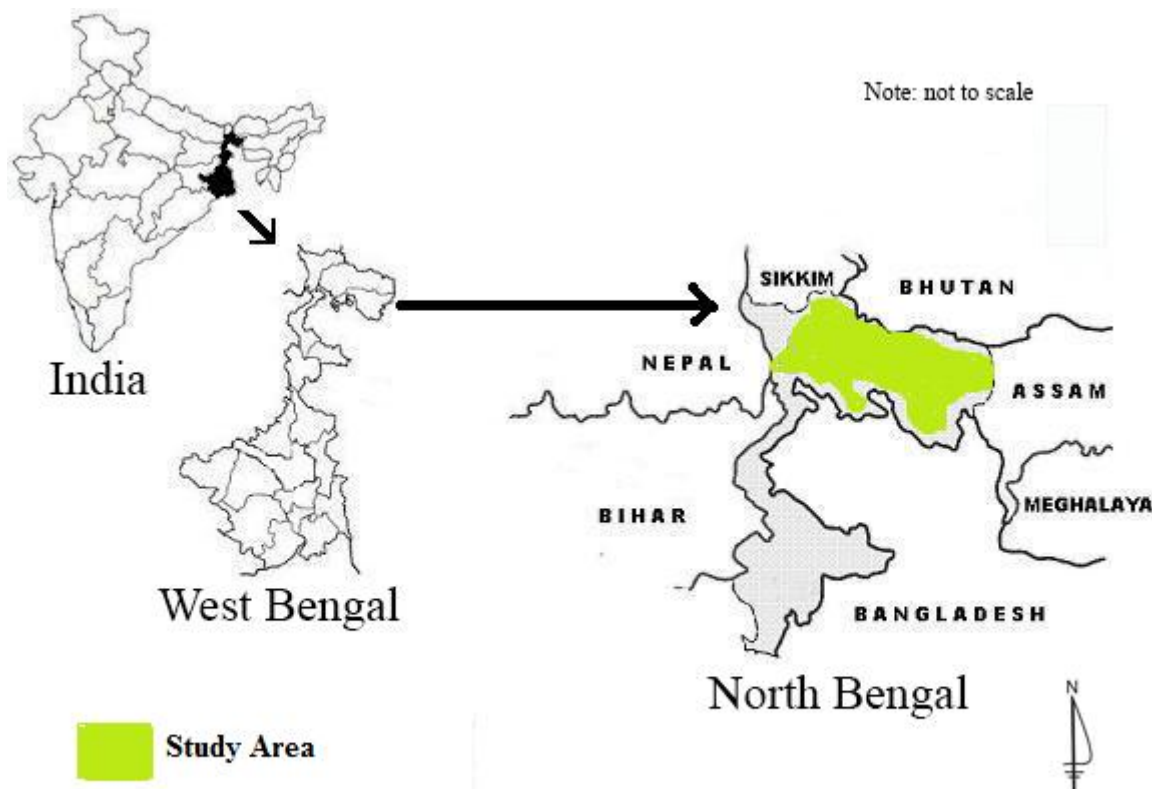 Note: not to scale
India
West Bengal
SIKKIM
BHUTAN
NEPAL
ASSAM
BIHAR
MEGHALAYA
BANGLADESH
North Bengal
N
Study Area